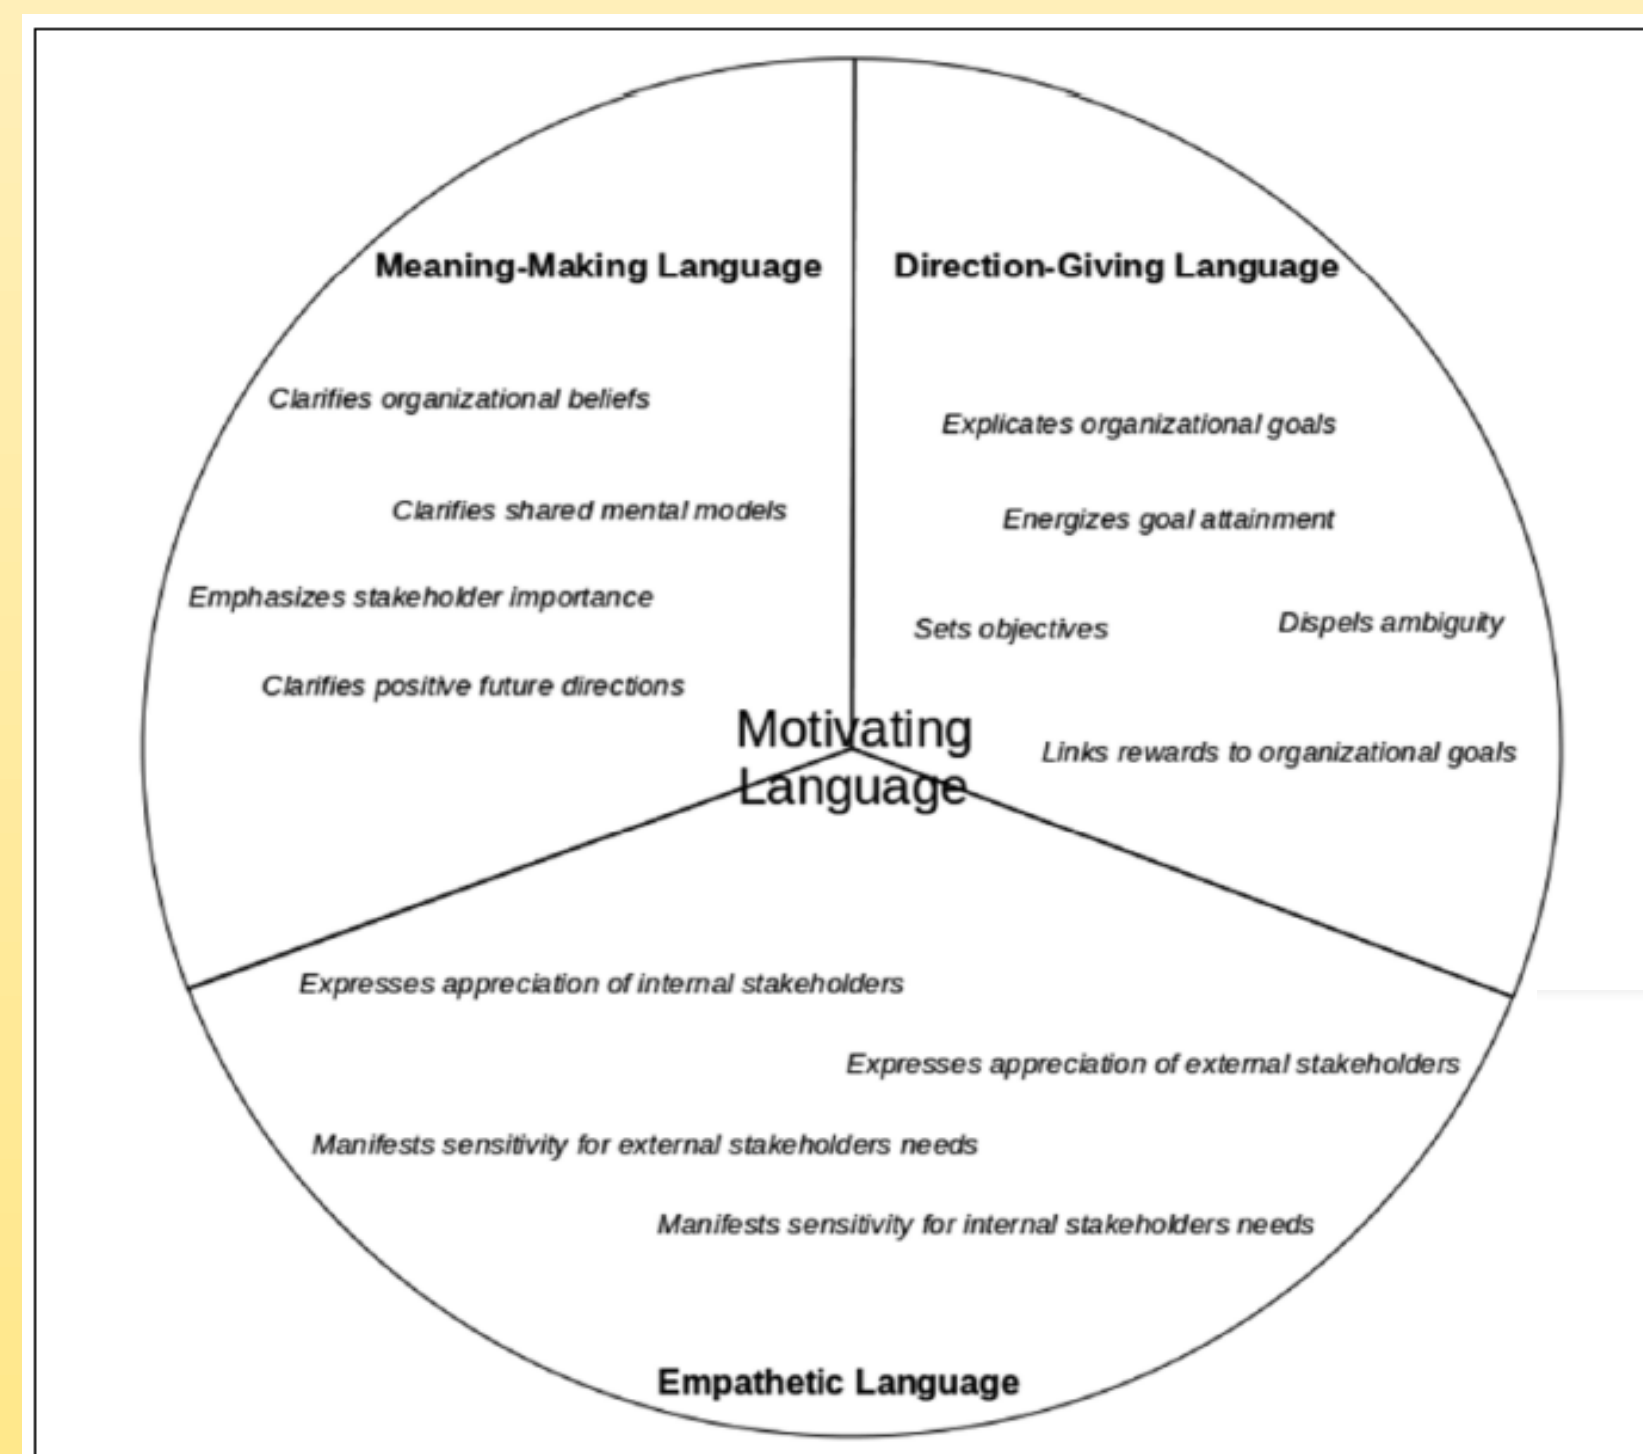 Meaning-Making Language
Clarifies organizational beliefs
Clarifies shared mental models
Emphasizes stakeholder importance
Clarifies positive future directions
Direction-Giving Language
Explicates organizational goals
Energizes goal attainment
Sets objectives
Dispels ambiguity
Links rewards to organizational goals
Motivating
Language
Expresses appreciation of internal stakeholders
Expresses appreciation of external stakeholders
Manifests sensitivity for external stakeholders needs
Manifests sensitivity for internal stakeholders needs
Empathetic Language